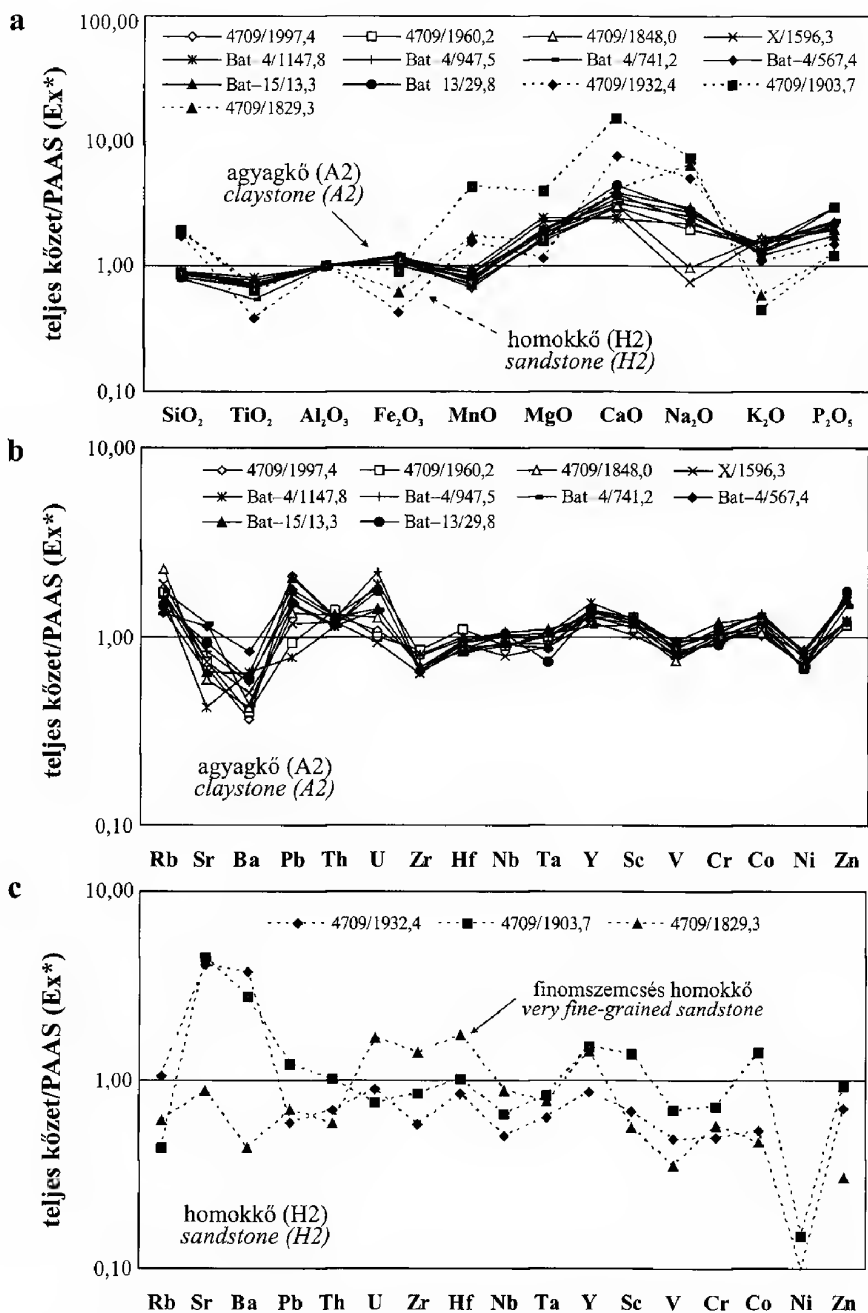 a
100,00
10,00
1,00
0,10
teljes kőzet/PAAS (Ex*)
4709/1997,4 4709/1960,2 4709/1848,0 X/1596,3
Bat-4/1147,8 Bat-4/947,5 Bat-4/741,2 Bat-4/567,4
Bat-15/13,3 Bat 13/29,8 4709/1932,4 4709/1903,7
4709/1829,3
agyagkő (A2)
claystone (A2)
homokkő (H2)
sandstone (H2)
SiO₂ TiO₂ Al₂O₃ Fe₂O₃ MnO MgO CaO Na₂O K₂O P₂O₅
b
10,00
1,00
0,10
teljes kőzet/PAAS (Ex*)
4709/1997,4 4709/1960,2 4709/1848,0 X/1596,3
Bat-4/1147,8 Bat-4/947,5 Bat-4/741,2 Bat-4/567,4
Bat-15/13,3 Bat-13/29,8
agyagkő (A2)
claystone (A2)
Rb Sr Ba Pb Th U Zr Hf Nb Ta Y Sc V Cr Co Ni Zn
c
10,00
1,00
0,10
teljes kőzet/PAAS (Ex*)
4709/1932,4 4709/1903,7 4709/1829,3
finomszemcsés homokkő
very fine-grained sandstone
homokkő (H2)
sandstone (H2)
Rb Sr Ba Pb Th U Zr Hf Nb Ta Y Sc V Cr Co Ni Zn